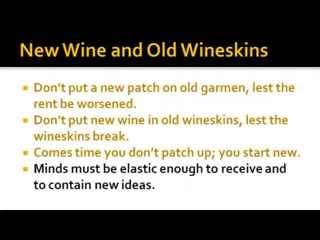 New Wine and Old Wineskins
Don't put a new patch on old garmen, lest the
rent be worsened.
Don't put new wine in old wineskins, lest the
wineskins break.
Comes time you don't patch up; you start new.
Minds must be elastic enough to receive and
to contain new ideas.